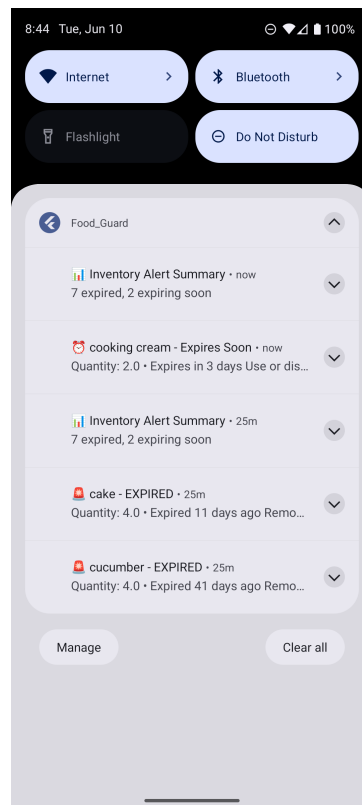 8:44 Tue, Jun 10 100%
Internet
Bluetooth
Flashlight
Do Not Disturb
Food_Guard
Inventory Alert Summary • now
7 expired, 2 expiring soon
cooking cream - Expires Soon • now
Quantity: 2.0 • Expires in 3 days Use or dis...
Inventory Alert Summary • 25m
7 expired, 2 expiring soon
cake - EXPIRED • 25m
Quantity: 4.0 • Expired 11 days ago Remo...
cucumber - EXPIRED • 25m
Quantity: 4.0 • Expired 41 days ago Remo...
Manage
Clear all